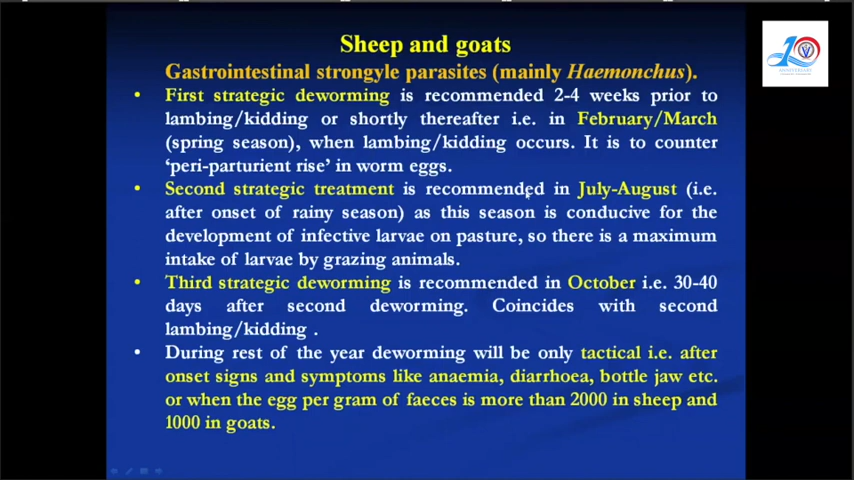 Sheep and goats
Gastrointestinal strongyle parasites (mainly Haemonchus).
• First strategic deworming is recommended 2-4 weeks prior to
lambing/kidding or shortly thereafter i.e. in February/March
(spring season), when lambing/kidding occurs. It is to counter
‘peri-parturient rise’ in worm eggs.
• Second strategic treatment is recommended in July-August (i.e.
after onset of rainy season) as this season is conducive for the
development of infective larvae on pasture, so there is a maximum
intake of larvae by grazing animals.
• Third strategic deworming is recommended in October i.e. 30-40
days after second deworming. Coincides with second
lambing/kidding .
• During rest of the year deworming will be only tactical i.e. after
onset signs and symptoms like anaemia, diarrhoea, bottle jaw etc.
or when the egg per gram of faeces is more than 2000 in sheep and
1000 in goats.
10
ANNIVERSARY